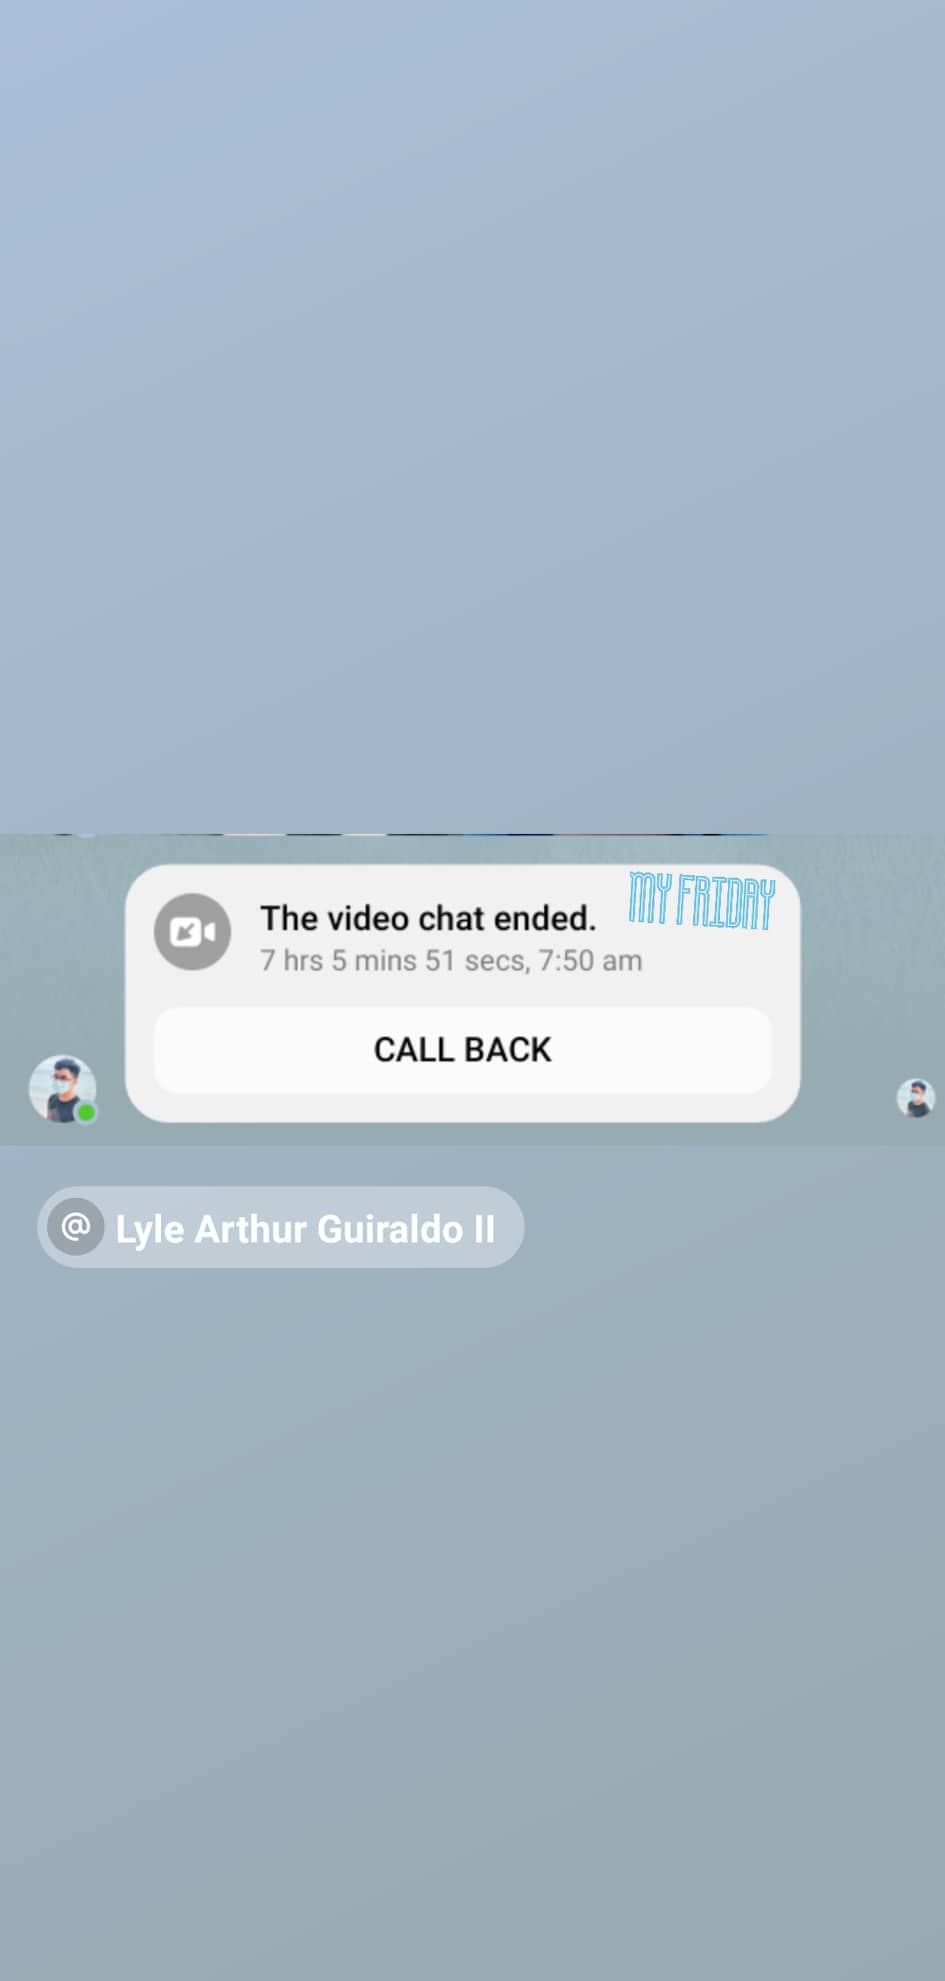 MY FRIDAY
The video chat ended.
7 hrs 5 mins 51 secs, 7:50 am
CALL BACK
@ Lyle Arthur Guiraldo II